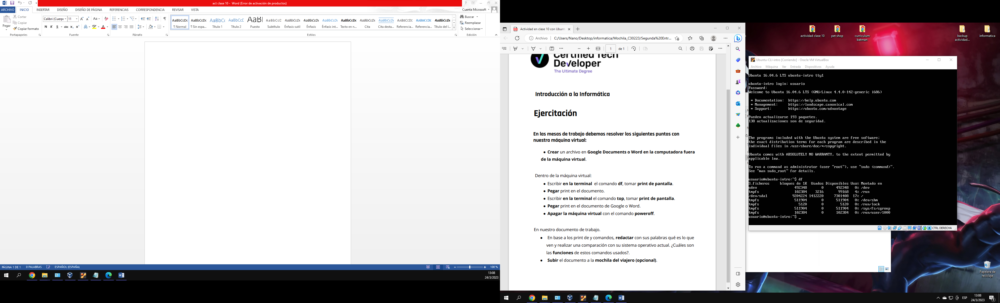 act clase 10 - Word (Error de activación de productos)
ARCHIVO INICIO INSERTAR DISEÑO DISEÑO DE PÁGINA REFERENCIAS CORRESPONDENCIA REVISAR VISTA
Cuenta Microsoft
Pegar
Cortar
Copiar
Copiar formato
Portapapeles
Calibri (Cuerpo 11
N K S abc x₂ x²
Fuente
Párrafo
AaBbCcDc AaBbCcDc AaBbCc AaBbCcD AaBl AaBbCcD AaBbCcDc AaBbCcDc AaBbCcDc AaBbCcDc AaBbCcDc AaBbCcDc AABBCCDD AABBCCDD AaBbCcDc
¶ Normal ¶ Sin espa... Título 1 Título 2 Puesto Subtítulo Énfasis sutil Énfasis Énfasis int... Texto en n... Cita Cita desta... Referencia... Referencia... Título del l...
Estilos
Buscar
Reemplazar
Seleccionar
Edición
PÁGINA 1 DE 1 0 PALABRAS ESPAÑOL (ESPAÑA)
100 %
13:08
24/3/2023
Actividad en clase 10 con Ubuntu
Archivo C:/Users/Nano/Desktop/informatica/Mochila_C30223/Segunda%20Entr...
1 de 1
Certified Tech
Developer
The Ultimate Degree
Introducción a la Informática
Ejercitación
En las mesas de trabajo debemos resolver los siguientes puntos con
nuestra máquina virtual:
● Crear un archivo en Google Documents o Word en la computadora fuera
de la máquina virtual.
Dentro de la máquina virtual:
● Escribir en la terminal el comando df, tomar print de pantalla.
● Pegar print en el documento.
● Escribir en la terminal el comando top, tomar print de pantalla.
● Pegar print en el documento de Google o Word.
● Apagar la máquina virtual con el comando poweroff.
En nuestro documento de trabajo.
● En base a los print de y comandos, redactar con sus palabras qué es lo que
ven y realizar una comparación con su sistema operativo actual. ¿Cuáles son
las funciones de estos comandos usados?.
● Subir el documento a la mochila del viajero (opcional).
actividad clase 10
pet shop
curriculum
batman
backup
actividad...
informatica
Ubuntu-CLI-intro [Corriendo] - Oracle VM VirtualBox
Archivo Máquina Ver Entrada Dispositivos Ayuda
Ubuntu 16.04.6 LTS ubuntu-intro tty1
ubuntu-intro login: usuario
Password:
Welcome to Ubuntu 16.04.6 LTS (GNU/Linux 4.4.0-142-generic i686)
* Documentation: https://help.ubuntu.com
* Management: https://landscape.canonical.com
* Support: https://ubuntu.com/advantage
Pueden actualizarse 193 paquetes.
138 actualizaciones son de seguridad.
The programs included with the Ubuntu system are free software;
the exact distribution terms for each program are described in the
individual files in /usr/share/doc/*/copyright.
Ubuntu comes with ABSOLUTELY NO WARRANTY, to the extent permitted by
applicable law.
To run a command as administrator (user "root"), use "sudo <command>".
See "man sudo_root" for details.
usuario@ubuntu-intro:~$ df
S.ficheros bloques de 1K Usados Disponibles Uso% Montado en
udev 492348 0 492348 0% /dev
tmpfs 102384 3216 99168 4% /run
/dev/sda1 9204224 1412220 7301408 17% /
tmpfs 511904 0 511904 0% /dev/shm
tmpfs 5120 0 5120 0% /run/lock
tmpfs 511904 0 511904 0% /sys/fs/cgroup
tmpfs 102384 0 102384 0% /run/user/1000
usuario@ubuntu-intro:~$ _
CTRL DERECHA
Papelera de
reciclaje
ESP
13:08
24/3/2023